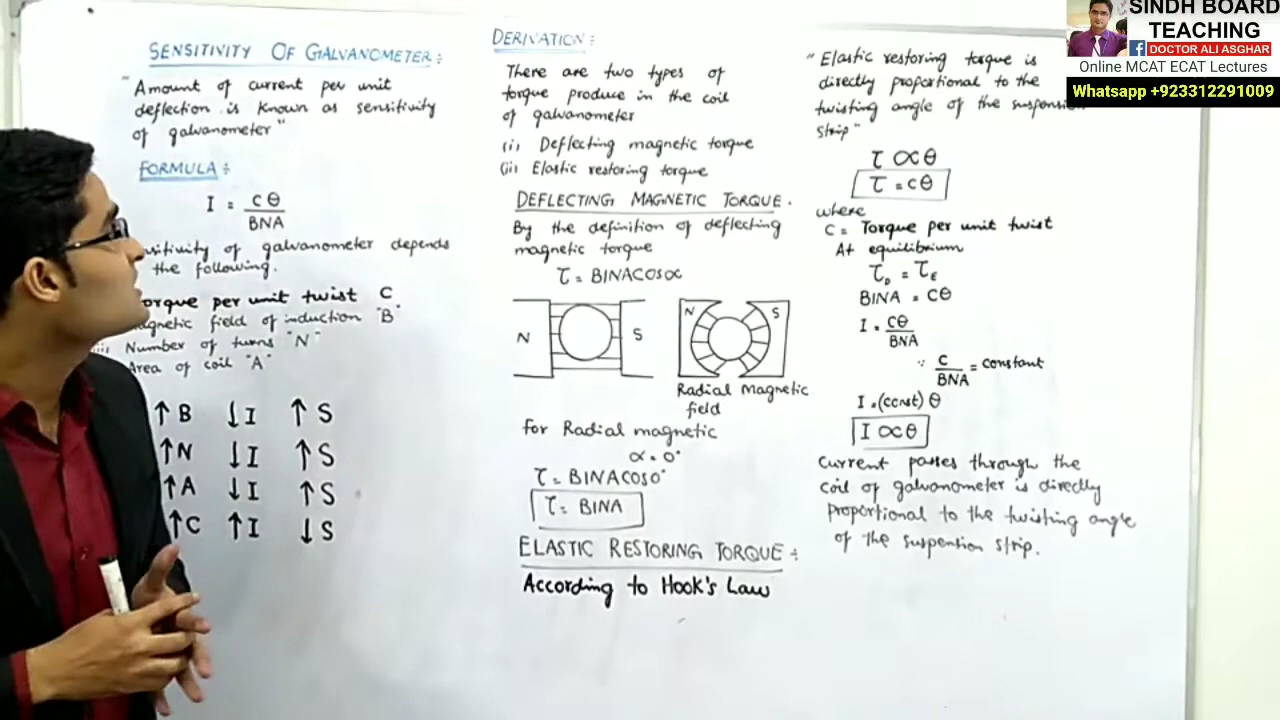 SENSITIVITY OF GALVANOMETER:
"Amount of current per unit
deflection is known as sensitivity
of galvanometer"
FORMULA:
I = cθ
BNA
sitivity of galvanometer depends
the following.
orque per unit twist C
agnetic field of induction "B"
iii) Number of turns "N"
Area of coil "A"
↑B ↓I ↑S
↑N ↓I ↑S
↑A ↓I ↑S
↑C ↑I ↓S
DERIVATION:
There are two types of
torque produce in the coil
of galvanometer
(i) Deflecting magnetic torque
(ii) Elastic restoring torque
DEFLECTING MAGNETIC TORQUE.
By the definition of deflecting
magnetic torque
τ = BINACOSα
N S
N S
Radial Magnetic
field
for Radial magnetic
α = 0°
τ = BINACOS0°
τ = BINA
ELASTIC RESTORING TORQUE:
According to Hook's Law
"Elastic restoring torque is
directly proportional to the
twisting angle of the suspension
strip"
τ ∝ θ
τ = cθ
where
C = Torque per unit twist
At equilibrium
τD = τE
BINA = Cθ
I = cθ
BNA
∵ C = constant
BNA
I = (const) θ
I ∝ θ
Current passes through the
coil of galvanometer is directly
proportional to the twisting angle
of the suspension strip.
SINDH BOARD
TEACHING
f DOCTOR ALI ASGHAR
Online MCAT ECAT Lectures
Whatsapp +923312291009